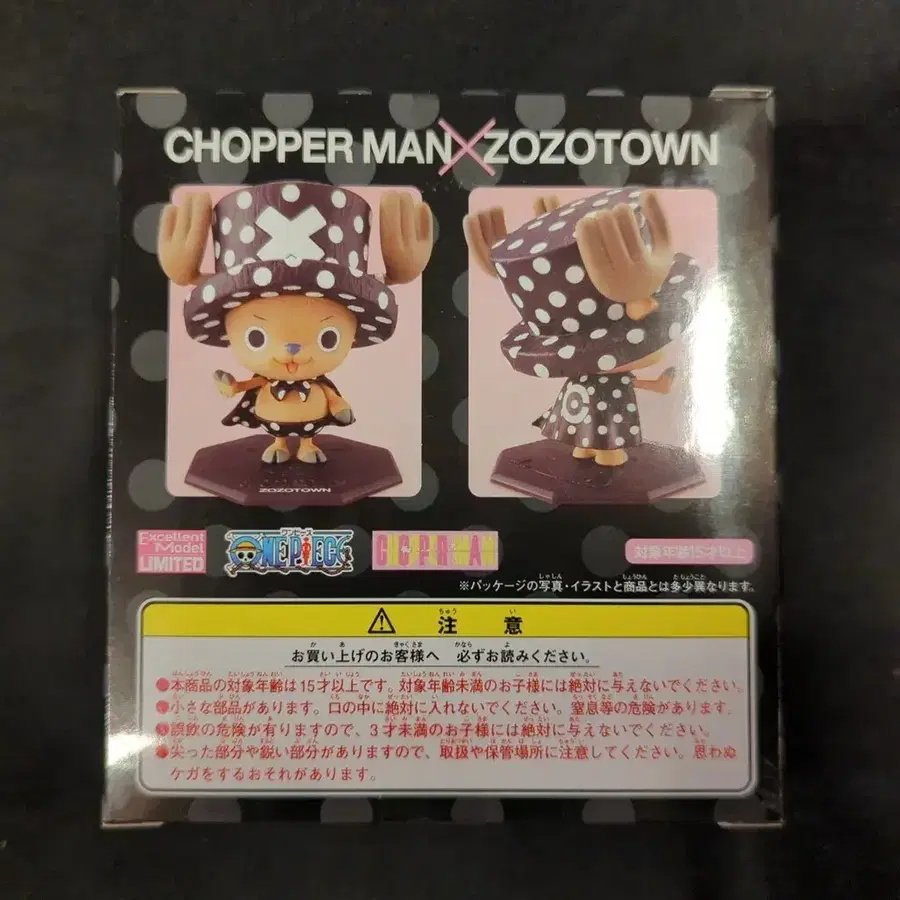 CHOPPER MAN×ZOZOTOWN
ZOZOTOWN
Excellent Model LIMITED
ワンピース
ONE PIECE
CHOPPERMAN
対象年齢15才以上
※パッケージの写真・イラストと商品とは多少異なります。
注意
お買い上げのお客様へ 必ずお読みください。
●本商品の対象年齢は15才以上です。対象年齢未満のお子様には絶対に与えないでください。
●小さな部品があります。口の中に絶対に入れないでください。窒息等の危険があります。
●誤飲の危険が有りますので、3才未満のお子様には絶対に与えないでください。
●尖った部分や鋭い部分がありますので、取扱や保管場所に注意してください。思わぬ
ケガをするおそれがあります。